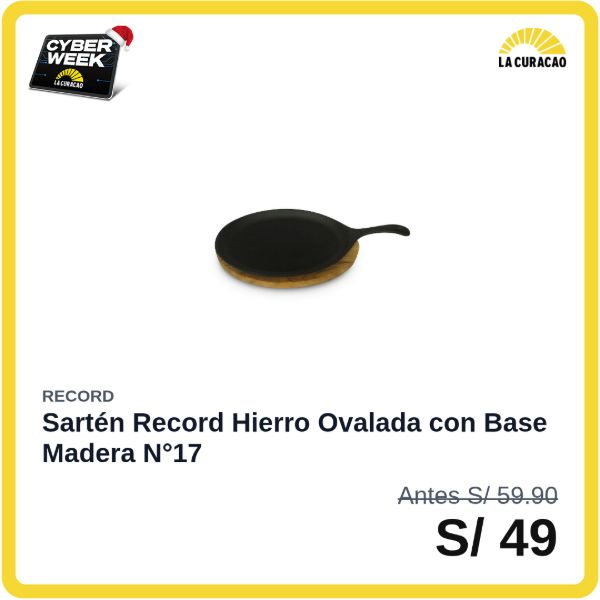 CYBER
WEEK
LA CURACAO
LA CURACAO
RECORD
Sartén Record Hierro Ovalada con Base
Madera N°17
Antes S/ 59.90
S/ 49